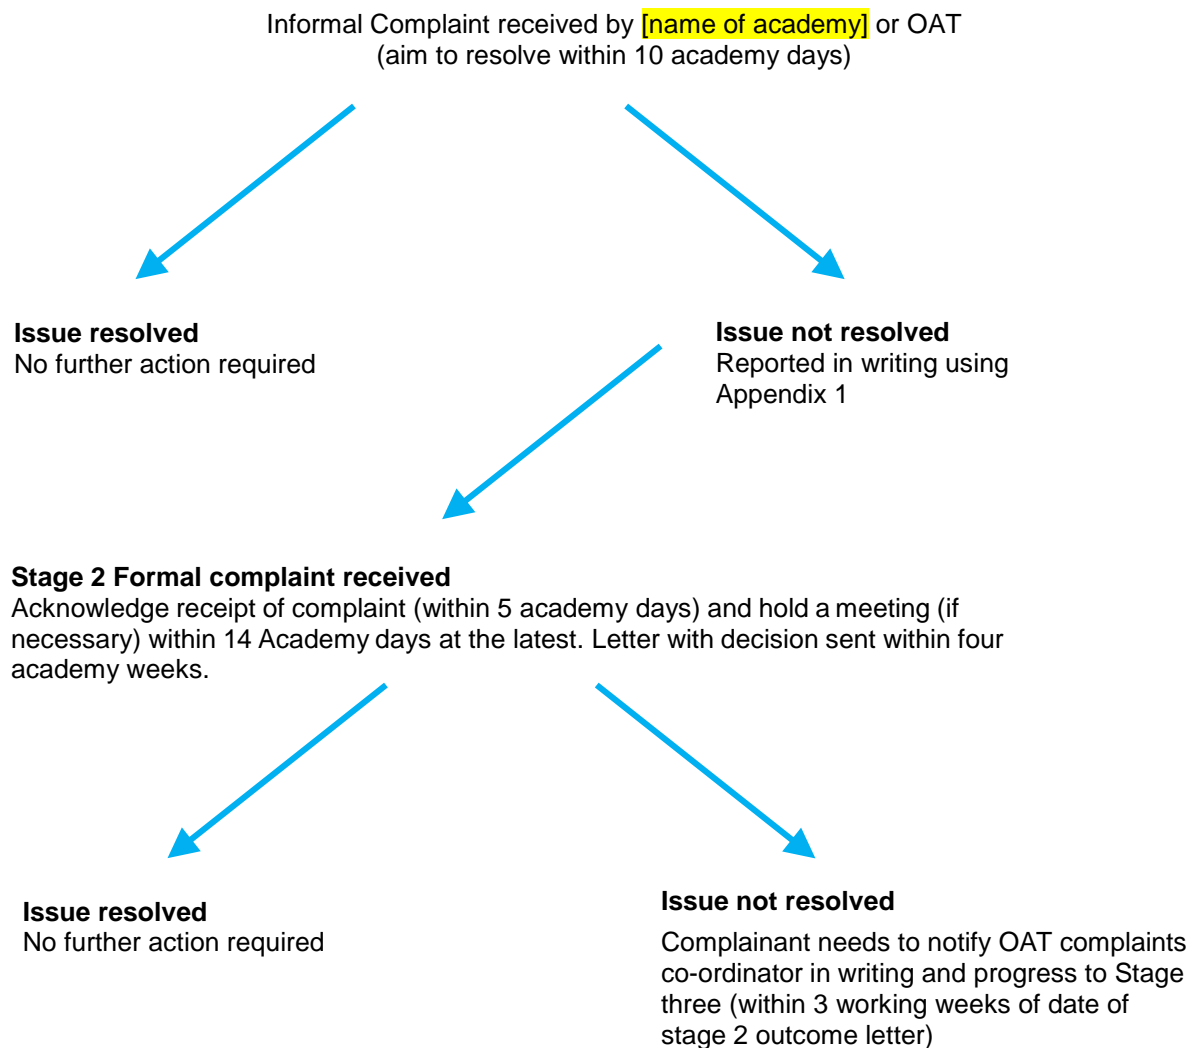 Informal Complaint received by [name of academy] or OAT
(aim to resolve within 10 academy days)
Issue resolved
No further action required
Issue not resolved
Reported in writing using
Appendix 1
Stage 2 Formal complaint received
Acknowledge receipt of complaint (within 5 academy days) and hold a meeting (if
necessary) within 14 Academy days at the latest. Letter with decision sent within four
academy weeks.
Issue resolved
No further action required
Issue not resolved
Complainant needs to notify OAT complaints
co-ordinator in writing and progress to Stage
three (within 3 working weeks of date of
stage 2 outcome letter)